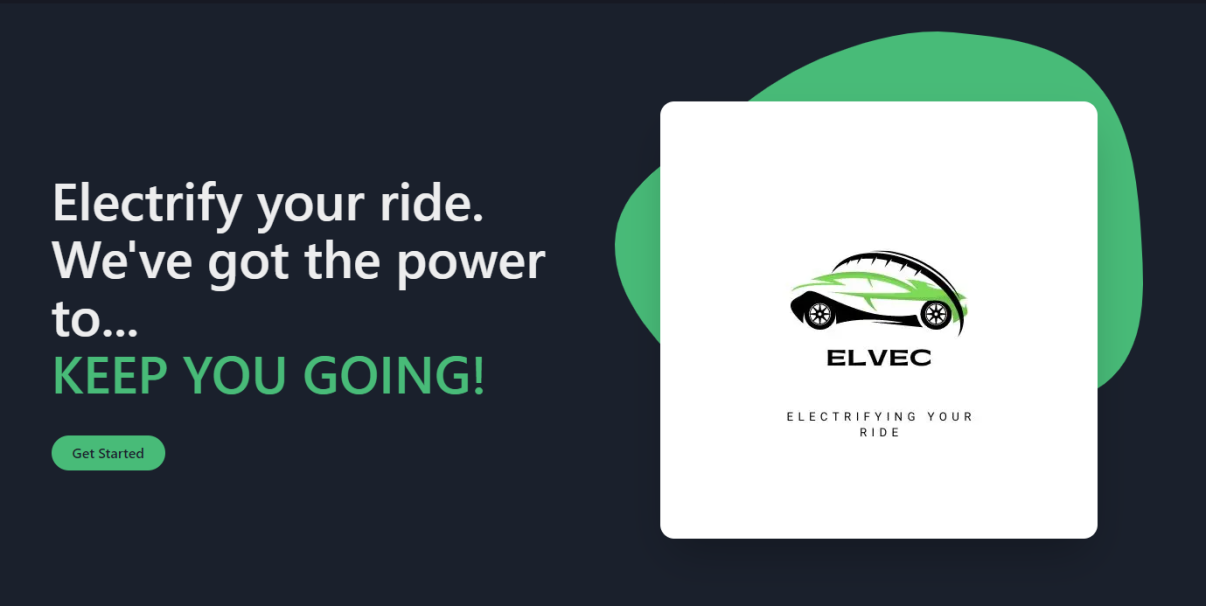 Electrify your ride.
We've got the power
to...
KEEP YOU GOING!
Get Started
ELVEC
ELECTRIFYING YOUR
RIDE